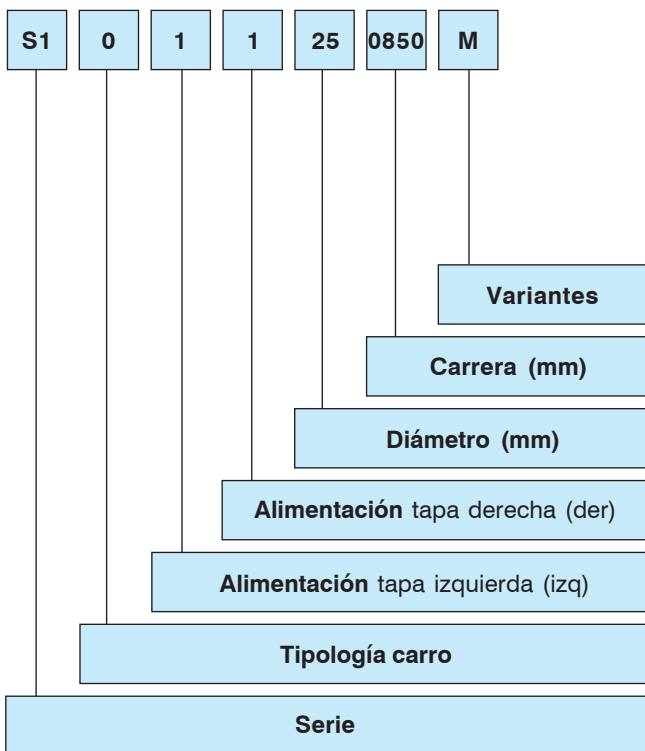 S1 0 1 1 25 0850 M
Variantes
Carrera (mm)
Diámetro (mm)
Alimentación tapa derecha (der)
Alimentación tapa izquierda (izq)
Tipología carro
Serie